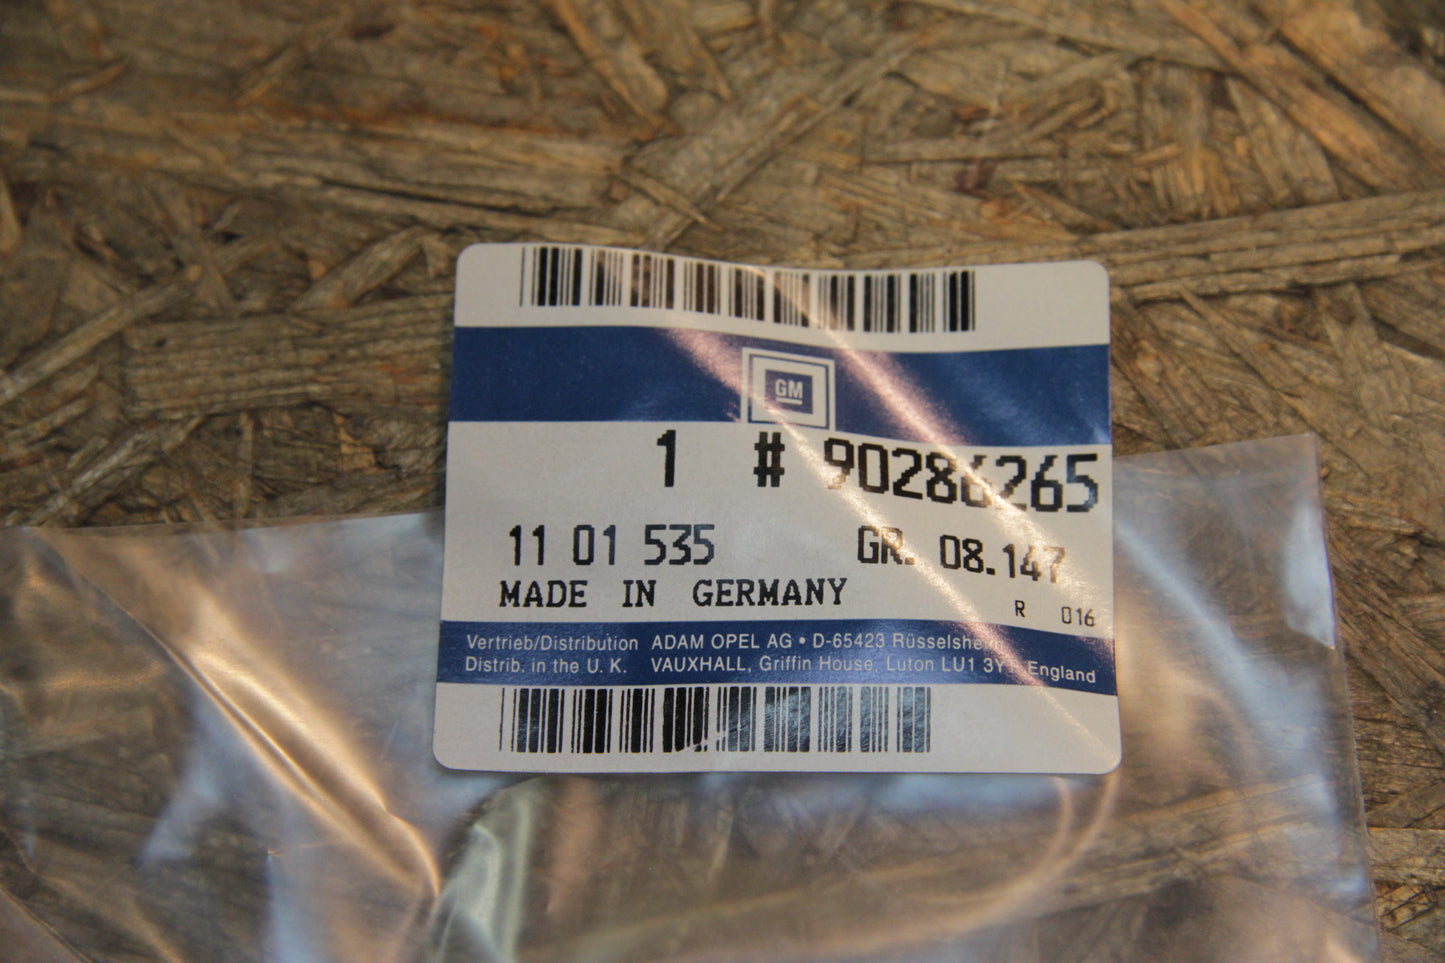 GM
1 # 90286265
11 01 535 GR. 08.147
MADE IN GERMANY
R 016
Vertrieb/Distribution ADAM OPEL AG • D-65423 Rüsselsheim
Distrib. in the U. K. VAUXHALL, Griffin House, Luton LU1 England